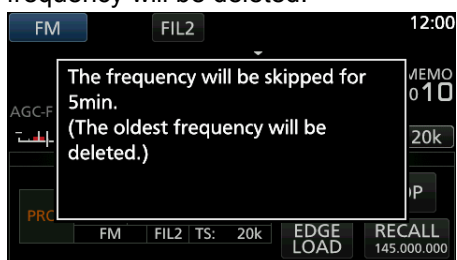 frequency will be deleted.
FM FIL2 12:00
The frequency will be skipped for
5min.
(The oldest frequency will be
deleted.)
MEMO
010
AGC-F
20k
PRO
FM FIL2 TS: 20k
EDGE
LOAD
OP
RECALL
145.000.000